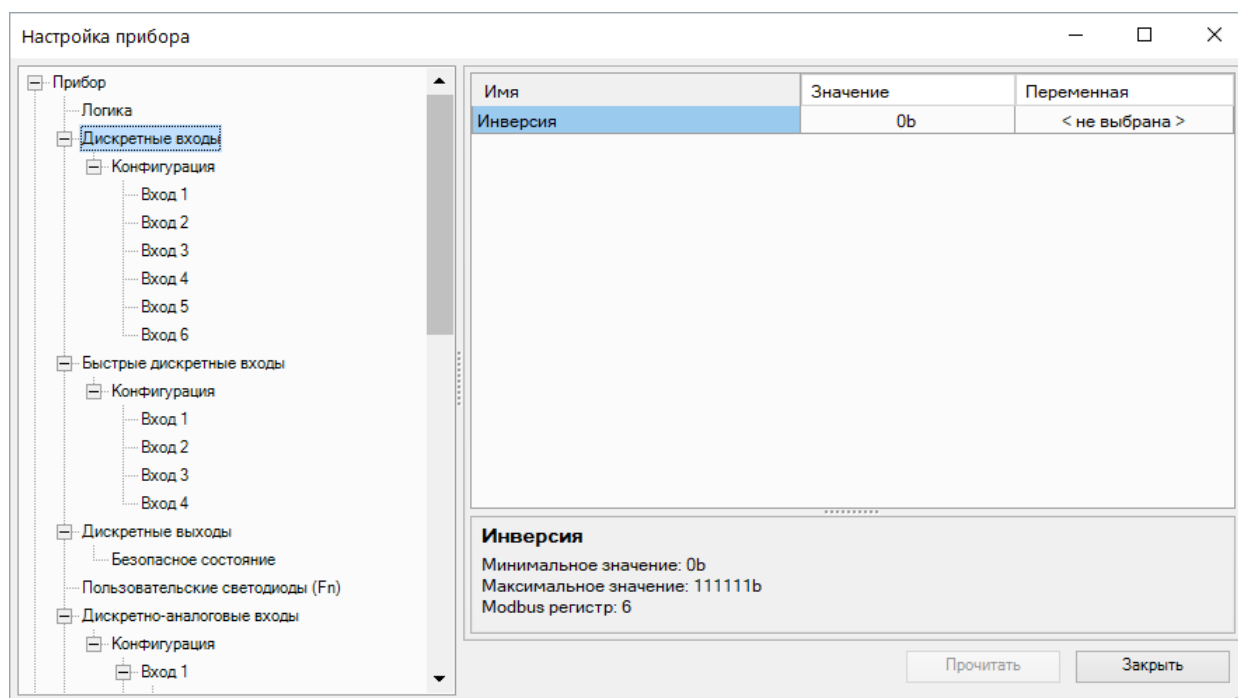 Настройка прибора
Прибор
Логика
Дискретные входы
Конфигурация
Вход 1
Вход 2
Вход 3
Вход 4
Вход 5
Вход 6
Быстрые дискретные входы
Конфигурация
Вход 1
Вход 2
Вход 3
Вход 4
Дискретные выходы
Безопасное состояние
Пользовательские светодиоды (Fn)
Дискретно-аналоговые входы
Конфигурация
Вход 1
Имя Значение Переменная
Инверсия 0b < не выбрана >
Инверсия
Минимальное значение: 0b
Максимальное значение: 111111b
Modbus регистр: 6
Прочитать Закрыть